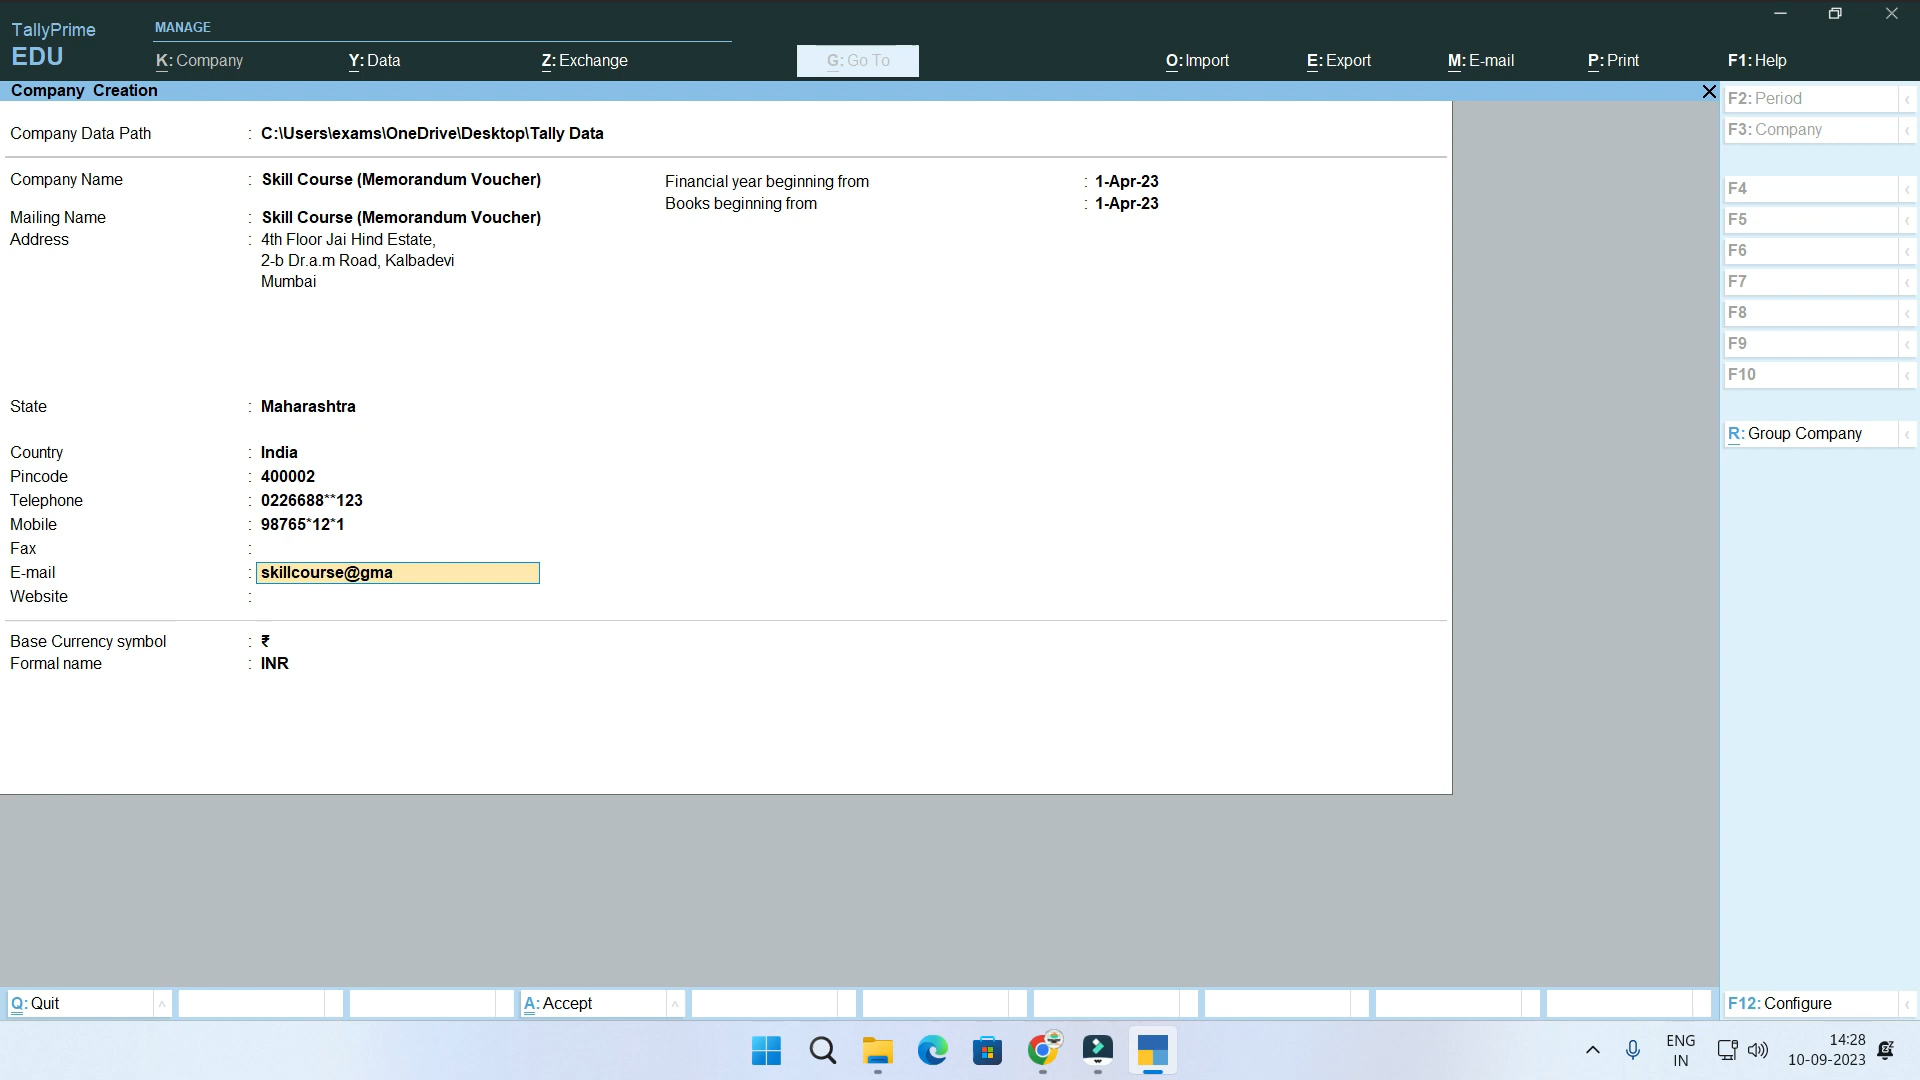 TallyPrime
EDU
MANAGE
K: Company
Y: Data
Z: Exchange
G: Go To
O: Import
E: Export
M: E-mail
P: Print
F1: Help
Company Creation
Company Data Path : C:\Users\exams\OneDrive\Desktop\Tally Data
Company Name : Skill Course (Memorandum Voucher)
Financial year beginning from : 1-Apr-23
Books beginning from : 1-Apr-23
Mailing Name : Skill Course (Memorandum Voucher)
Address : 4th Floor Jai Hind Estate,
2-b Dr.a.m Road, Kalbadevi
Mumbai
State : Maharashtra
Country : India
Pincode : 400002
Telephone : 0226688**123
Mobile : 98765*12*1
Fax :
E-mail : skillcourse@gma
Website :
Base Currency symbol : ₹
Formal name : INR
F2: Period
F3: Company
F4
F5
F6
F7
F8
F9
F10
R: Group Company
Q: Quit
A: Accept
F12: Configure
ENG
IN
14:28
10-09-2023